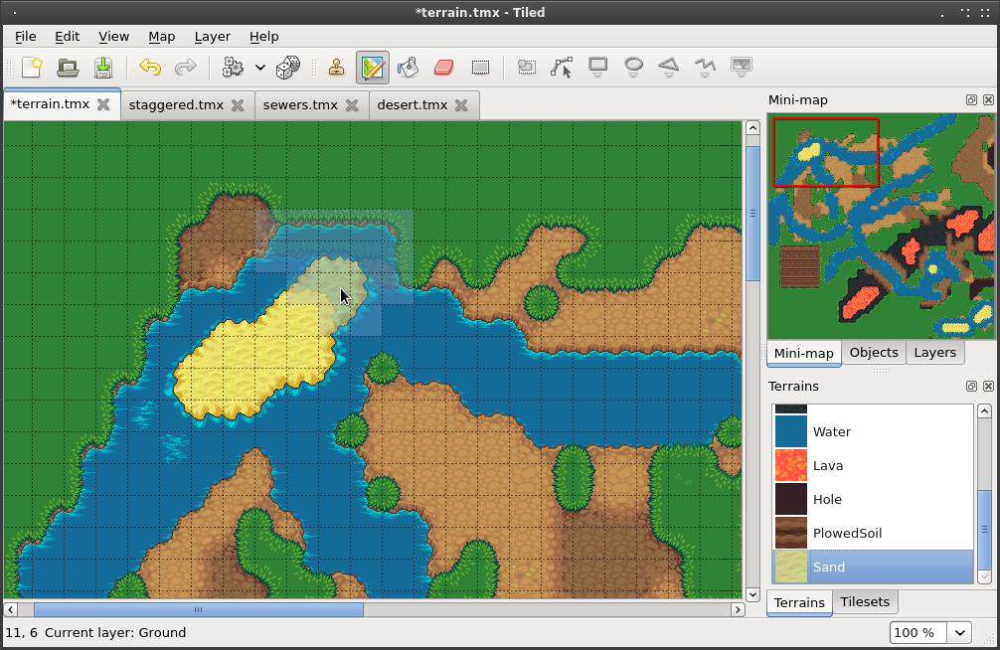 *terrain.tmx - Tiled
File Edit View Map Layer Help
*terrain.tmx staggered.tmx sewers.tmx desert.tmx
Mini-map
Mini-map Objects Layers
Terrains
Water
Lava
Hole
PlowedSoil
Sand
Terrains Tilesets
11, 6 Current layer: Ground
100 %